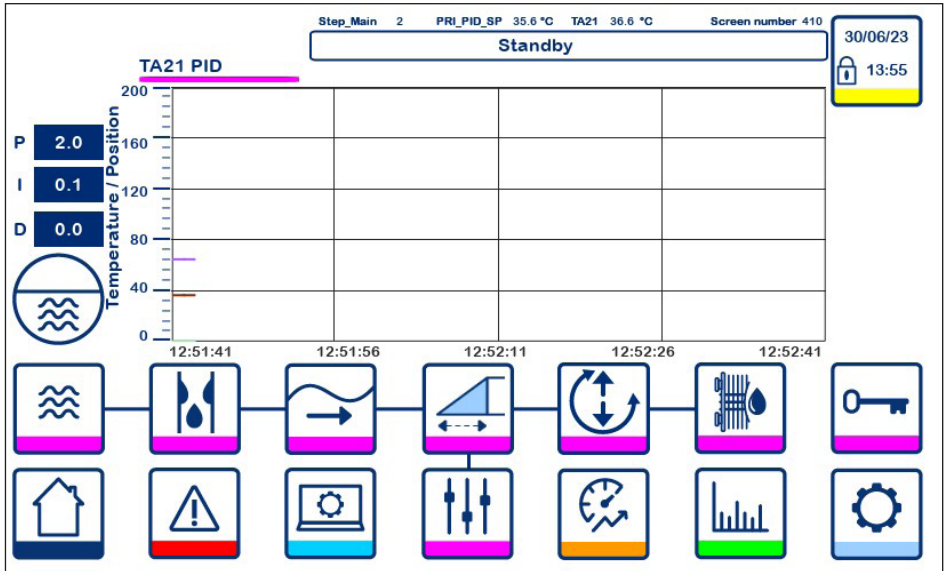 Step_Main 2 PRI_PID_SP 35.6 °C TA21 36.6 °C Screen number 410
Standby
30/06/23
13:55
TA21 PID
P 2.0
I 0.1
D 0.0
Temperature / Position
200
160
120
80
40
0
12:51:41 12:51:56 12:52:11 12:52:26 12:52:41